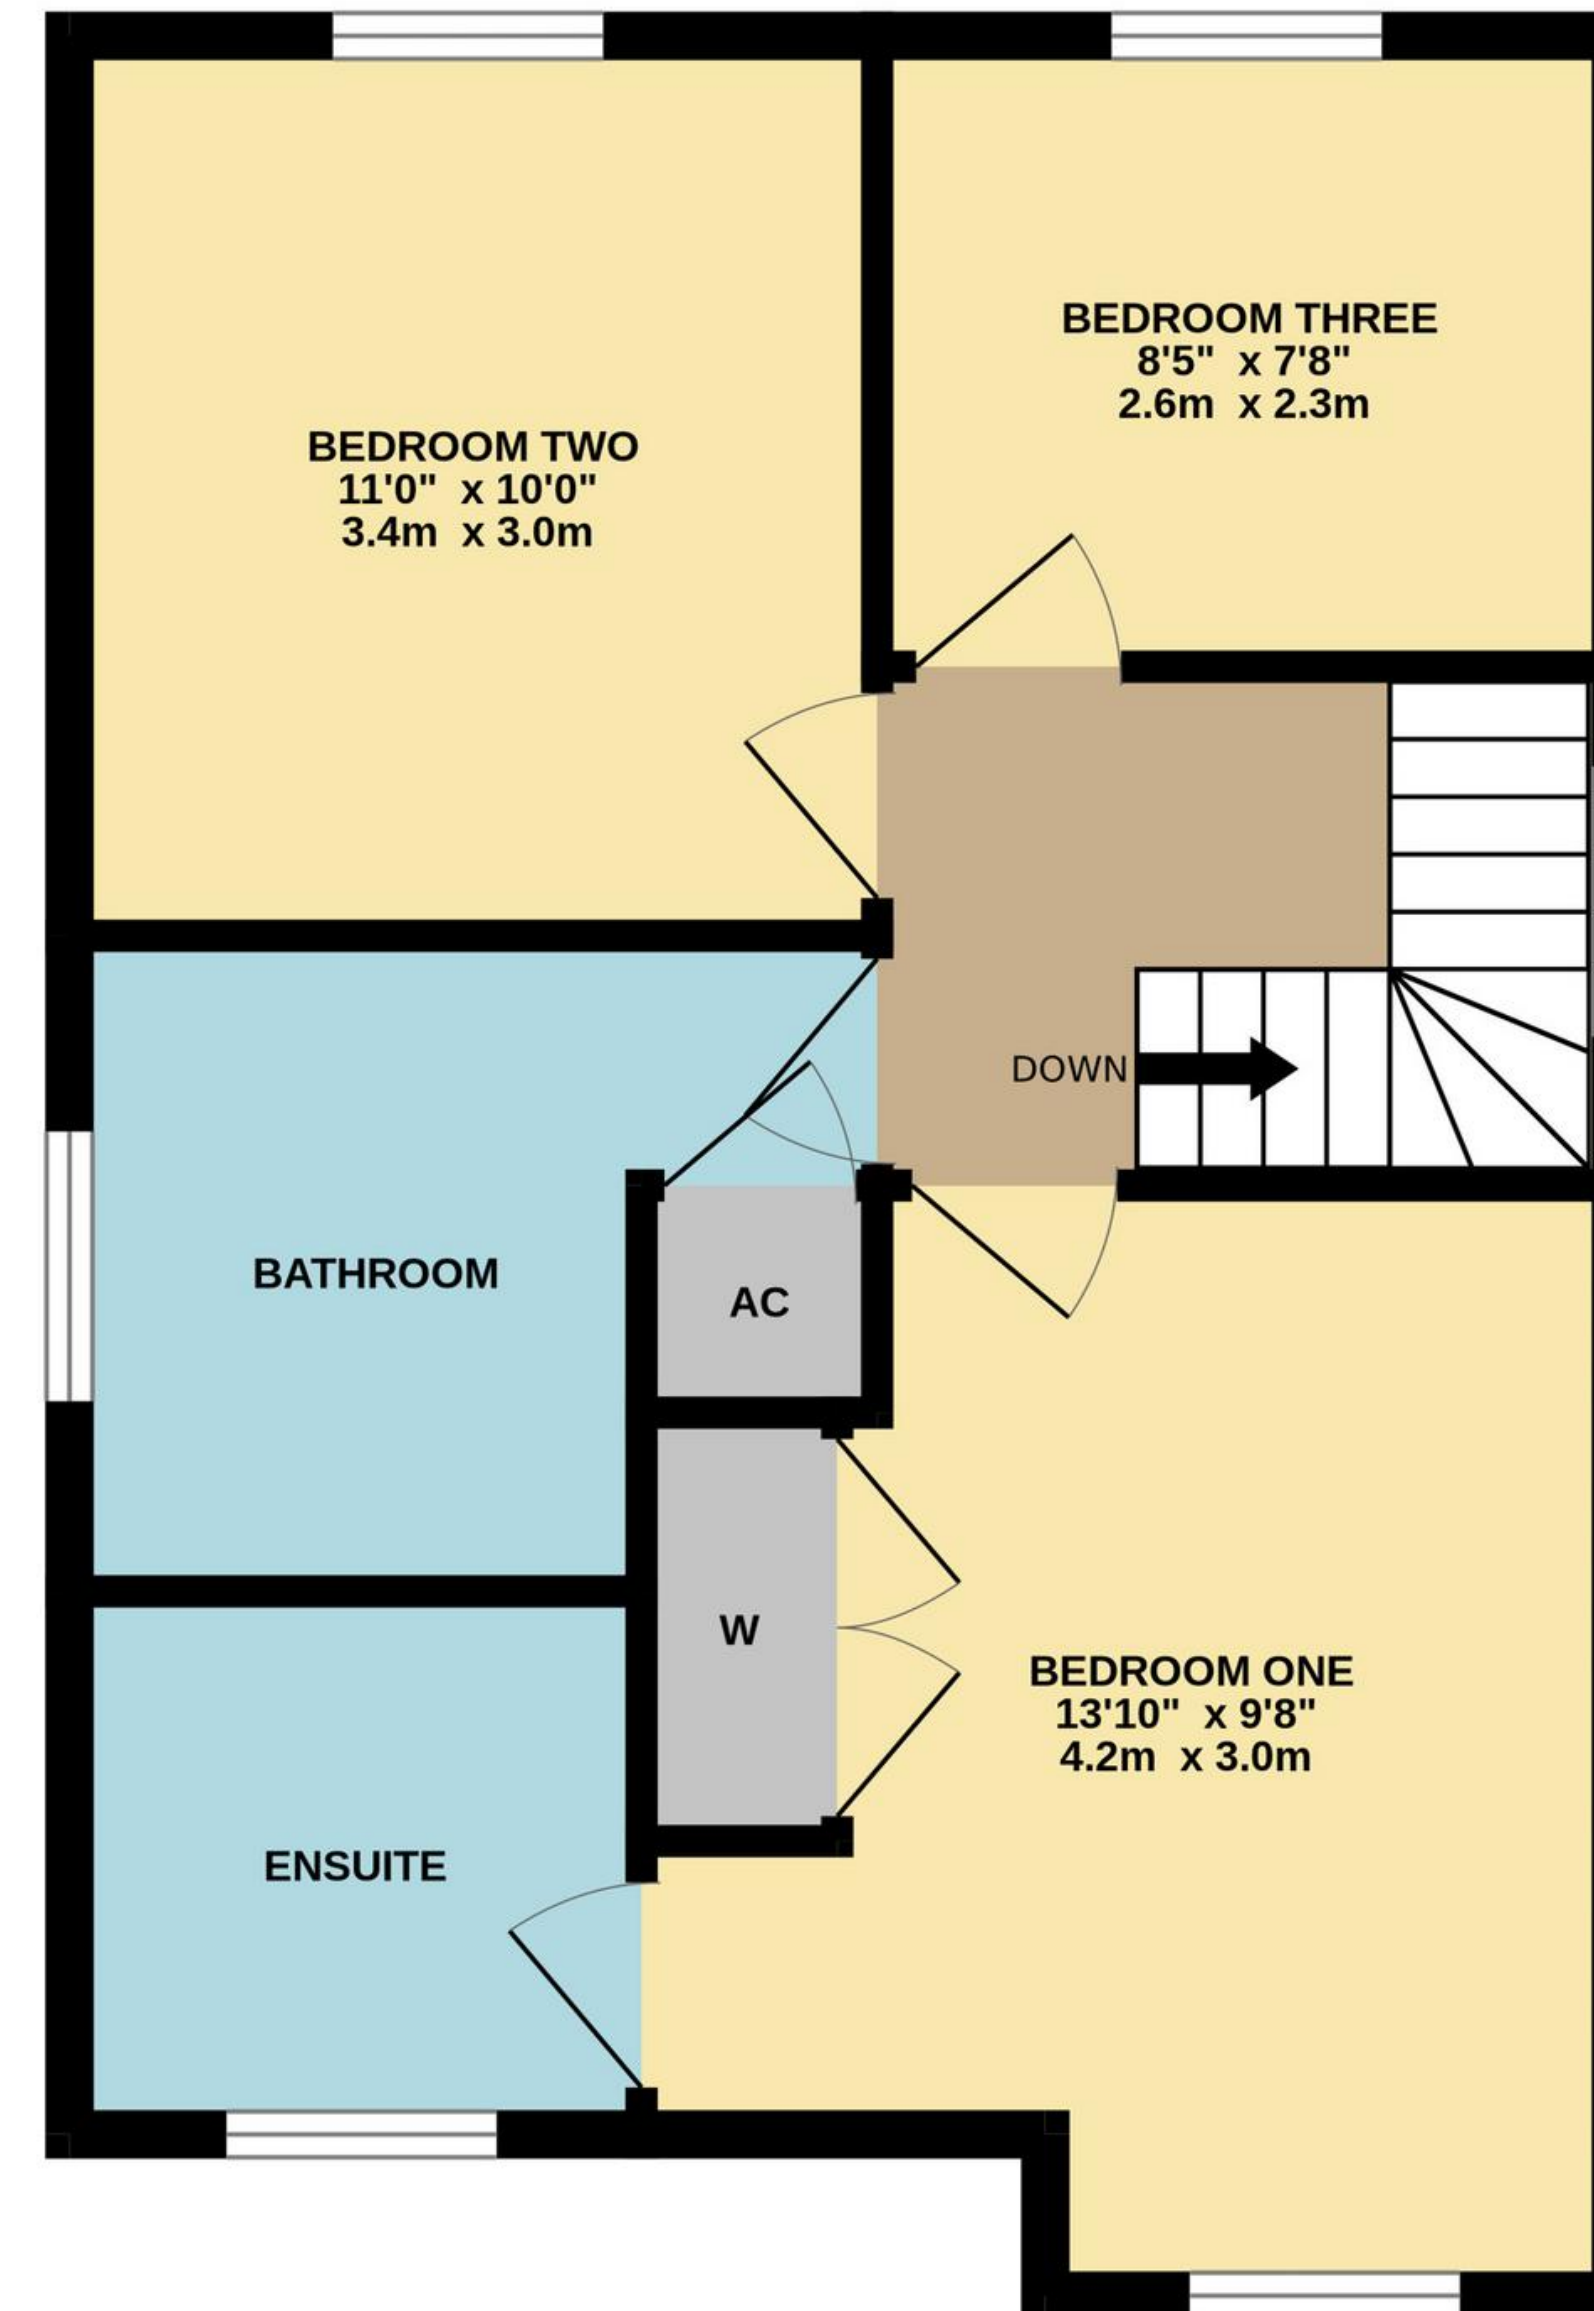 BEDROOM TWO
11'0" x 10'0"
3.4m x 3.0m
BEDROOM THREE
8'5" x 7'8"
2.6m x 2.3m
DOWN
BATHROOM
AC
W
BEDROOM ONE
13'10" x 9'8"
4.2m x 3.0m
ENSUITE